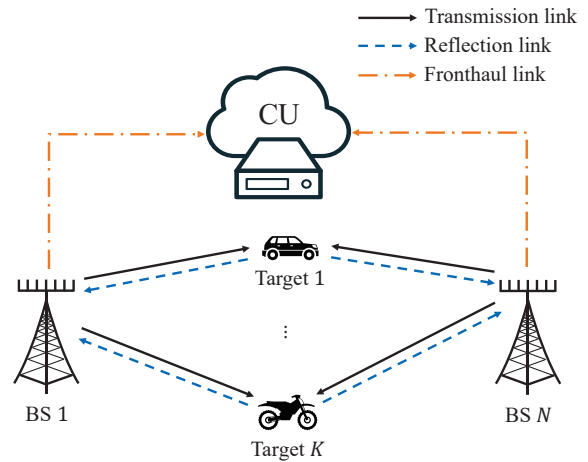 Transmission link
Reflection link
Fronthaul link
CU
Target 1
⋮
BS 1
BS N
Target K